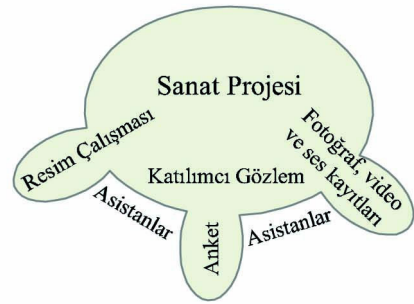 Sanat Projesi
Resim Çalışması
Fotoğraf, video
ve ses kayıtları
Katılımcı Gözlem
Asistanlar
Anket
Asistanlar